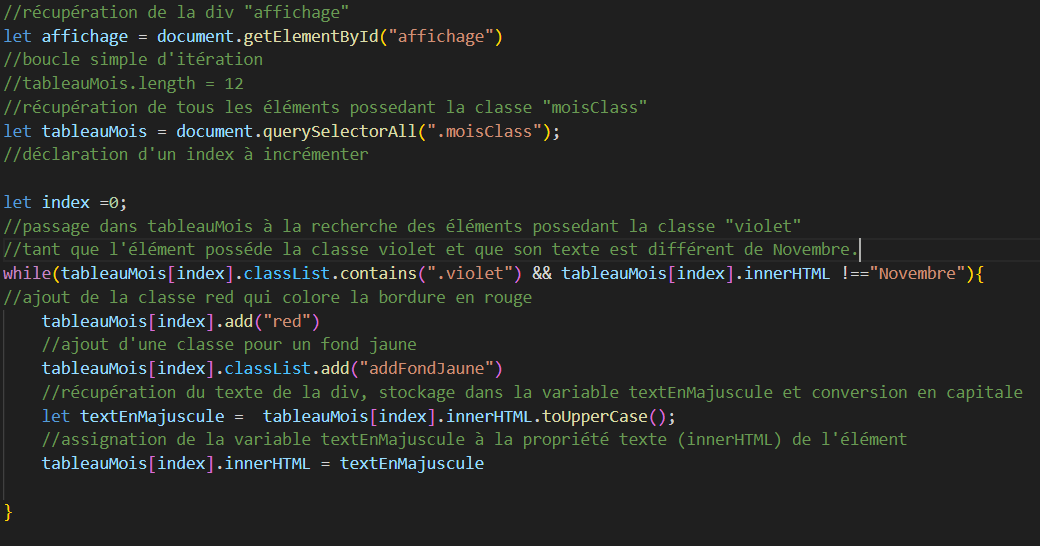 //récupération de la div "affichage"
let affichage = document.getElementById("affichage")
//boucle simple d'itération
//tableauMois.length = 12
//récupération de tous les éléments possedant la classe "moisClass"
let tableauMois = document.querySelectorAll(".moisClass");
//déclaration d'un index à incrémenter
let index =0;
//passage dans tableauMois à la recherche des éléments possedant la classe "violet"
//tant que l'élément posséde la classe violet et que son texte est différent de Novembre.
while(tableauMois[index].classList.contains(".violet") && tableauMois[index].innerHTML !=="Novembre"){
//ajout de la classe red qui colore la bordure en rouge
tableauMois[index].add("red")
//ajout d'une classe pour un fond jaune
tableauMois[index].classList.add("addFondJaune")
//récupération du texte de la div, stockage dans la variable textEnMajuscule et conversion en capitale
let textEnMajuscule =  tableauMois[index].innerHTML.toUpperCase();
//assignation de la variable textEnMajuscule à la propriété texte (innerHTML) de l'élément
tableauMois[index].innerHTML = textEnMajuscule
}